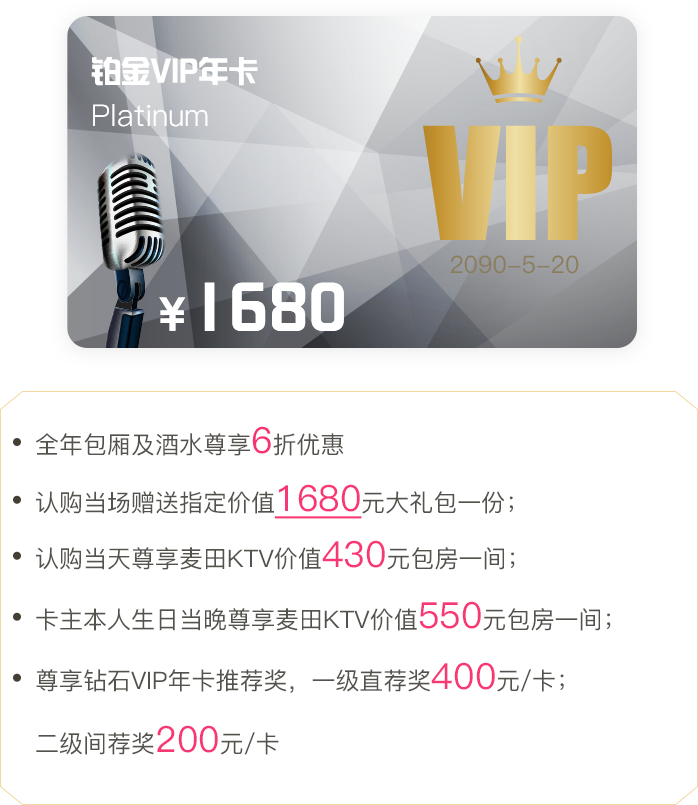 铂金VIP年卡
Platinum
VIP
2090-5-20
¥1680
全年包厢及酒水尊享6折优惠
认购当场赠送指定价值1680元大礼包一份；
认购当天尊享麦田KTV价值430元包房一间；
卡主本人生日当晚尊享麦田KTV价值550元包房一间；
尊享钻石VIP年卡推荐奖，一级直荐奖400元/卡；
二级间荐奖200元/卡